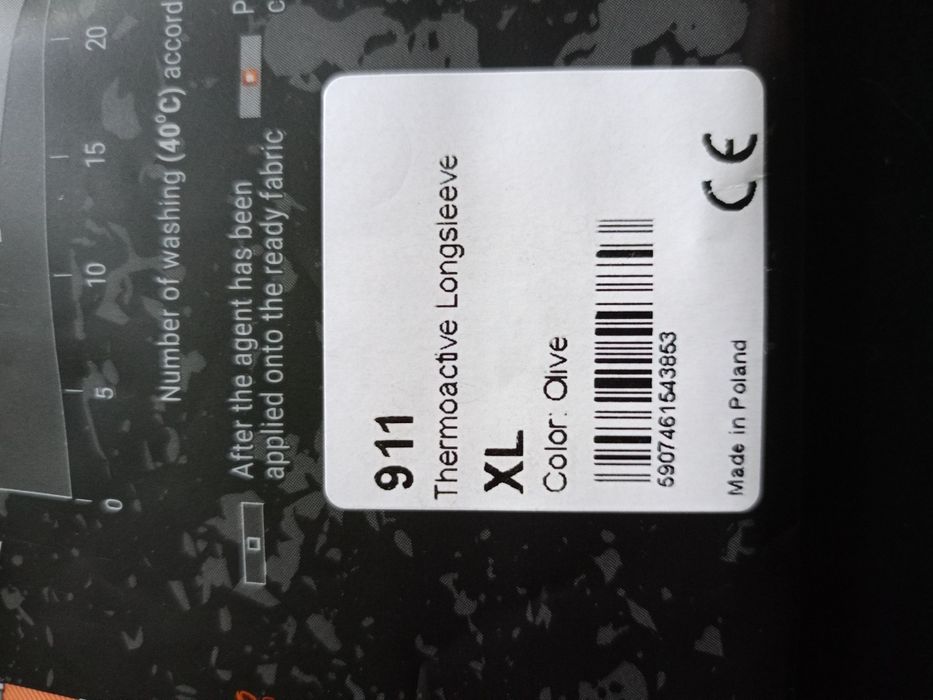 0 5 10 15 20
Number of washing (40°C) accord
After the agent has been
applied onto the ready fabric
911
Thermoactive Longsleeve
XL
Color: Olive
5907461543853
Made in Poland
CE